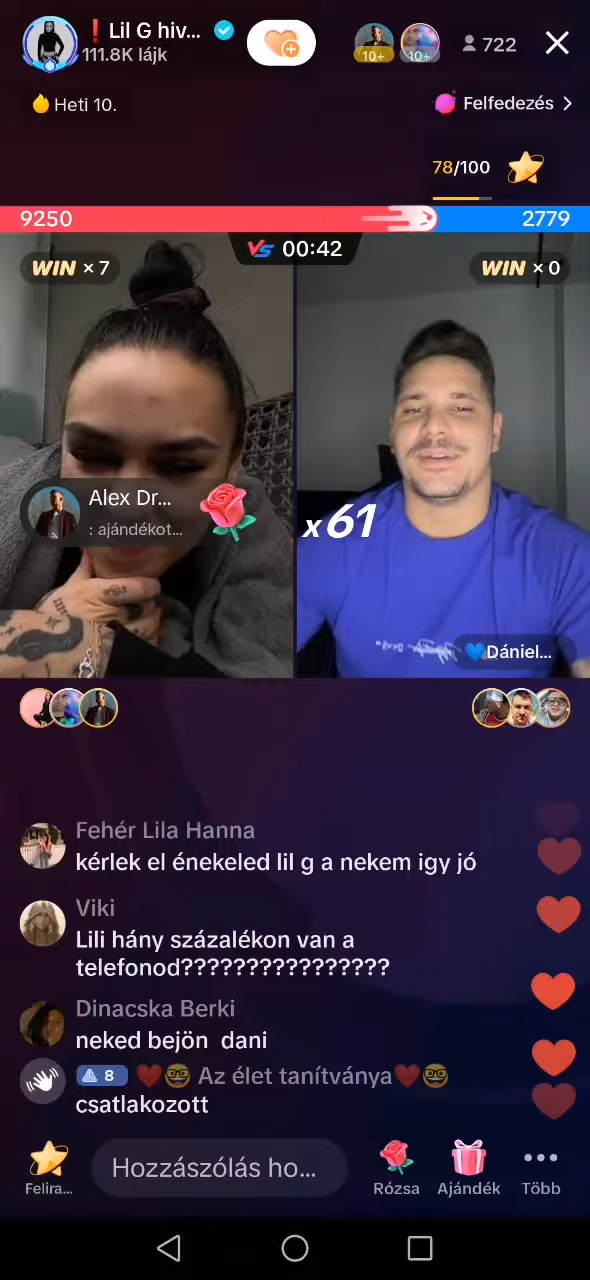 ❗Lil G hiv...
111.8K lájk
10+
10+
722
Heti 10.
Felfedezés
78/100
9250
2779
VS 00:42
WIN × 7
WIN × 0
Alex Dr...
: ajándékot...
x61
💙Dániel...
Fehér Lila Hanna
kérlek el énekeled lil g a nekem igy jó
Viki
Lili hány százalékon van a
telefonod????????????????
Dinacska Berki
neked bejön dani
8 ❤️🤓 Az élet tanítványa❤️🤓
csatlakozott
Hozzászólás ho...
Felira...
Rózsa
Ajándék
Több